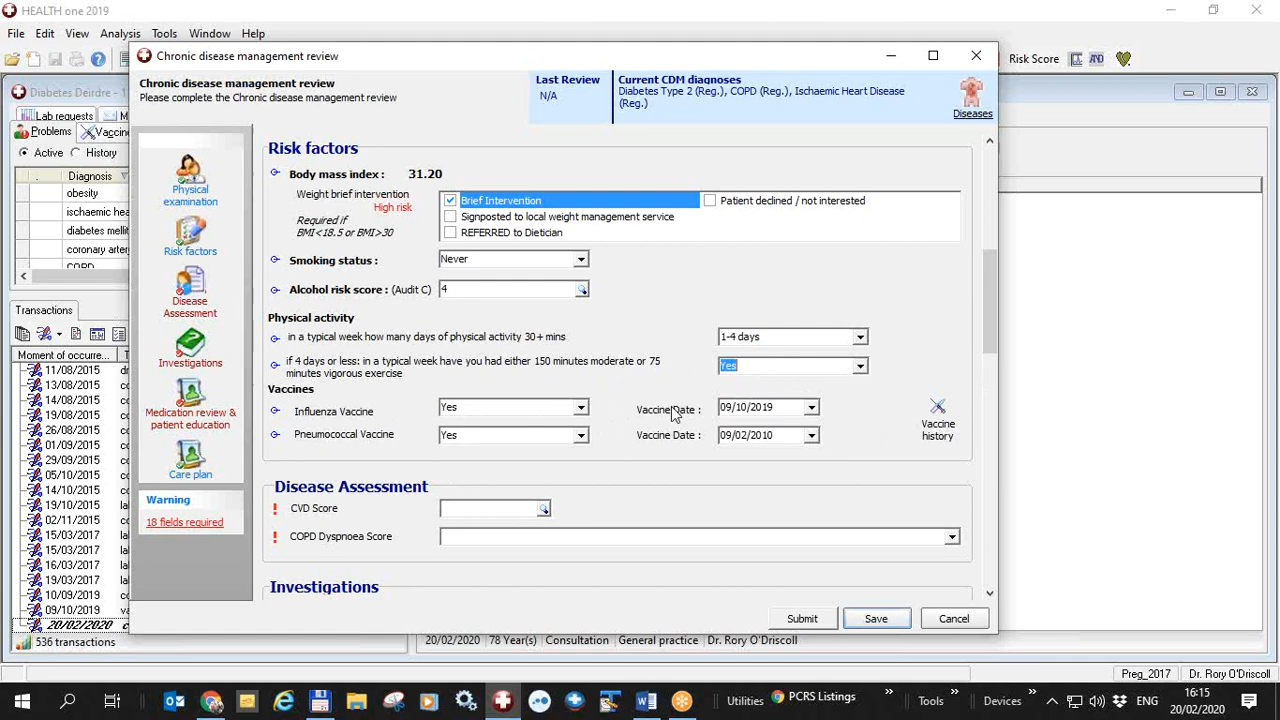 HEALTH one 2019
File Edit View Analysis Tools Window Help
Risk Score
AND
Diabetes Deirdre - 1
Lab requests
Problems Vaccin
Active History
Diagnosis
obesity
ischaemic hea
diabetes mellit
coronary arter
COPD
Transactions
Moment of occurre...
11/08/2015
13/08/2015
14/08/2015
19/08/2015
26/08/2015
29/09/2015
05/10/2015
14/10/2015
19/10/2015
02/11/2015
15/03/2017
15/03/2017
16/03/2017
19/03/2017
10/09/2019
09/10/2019
20/02/2020
536 transactions
Chronic disease management review
Chronic disease management review
Please complete the Chronic disease management review
Last Review
N/A
Current CDM diagnoses
Diabetes Type 2 (Reg.), COPD (Reg.), Ischaemic Heart Disease
(Reg.)
Diseases
Physical
examination
Risk factors
Disease
Assessment
Investigations
Medication review &
patient education
Care plan
Warning
18 fields required
Risk factors
Body mass index : 31.20
Weight brief intervention
High risk
Required if
BMI<18.5 or BMI>30
Brief Intervention Patient declined / not interested
Signposted to local weight management service
REFERRED to Dietician
Smoking status : Never
Alcohol risk score : (Audit C) 4
Physical activity
in a typical week how many days of physical activity 30+ mins 1-4 days
if 4 days or less: in a typical week have you had either 150 minutes moderate or 75
minutes vigorous exercise
Yes
Vaccines
Influenza Vaccine Yes Vaccine Date : 09/10/2019
Pneumococcal Vaccine Yes Vaccine Date : 09/02/2010
Vaccine
history
Disease Assessment
! CVD Score
! COPD Dyspnoea Score
Investigations
Submit Save Cancel
20/02/2020 78 Year(s) Consultation General practice Dr. Rory O'Driscoll
Preg_2017 Dr. Rory O'Driscoll
Utilities PCRS Listings Tools Devices ENG
16:15
20/02/2020